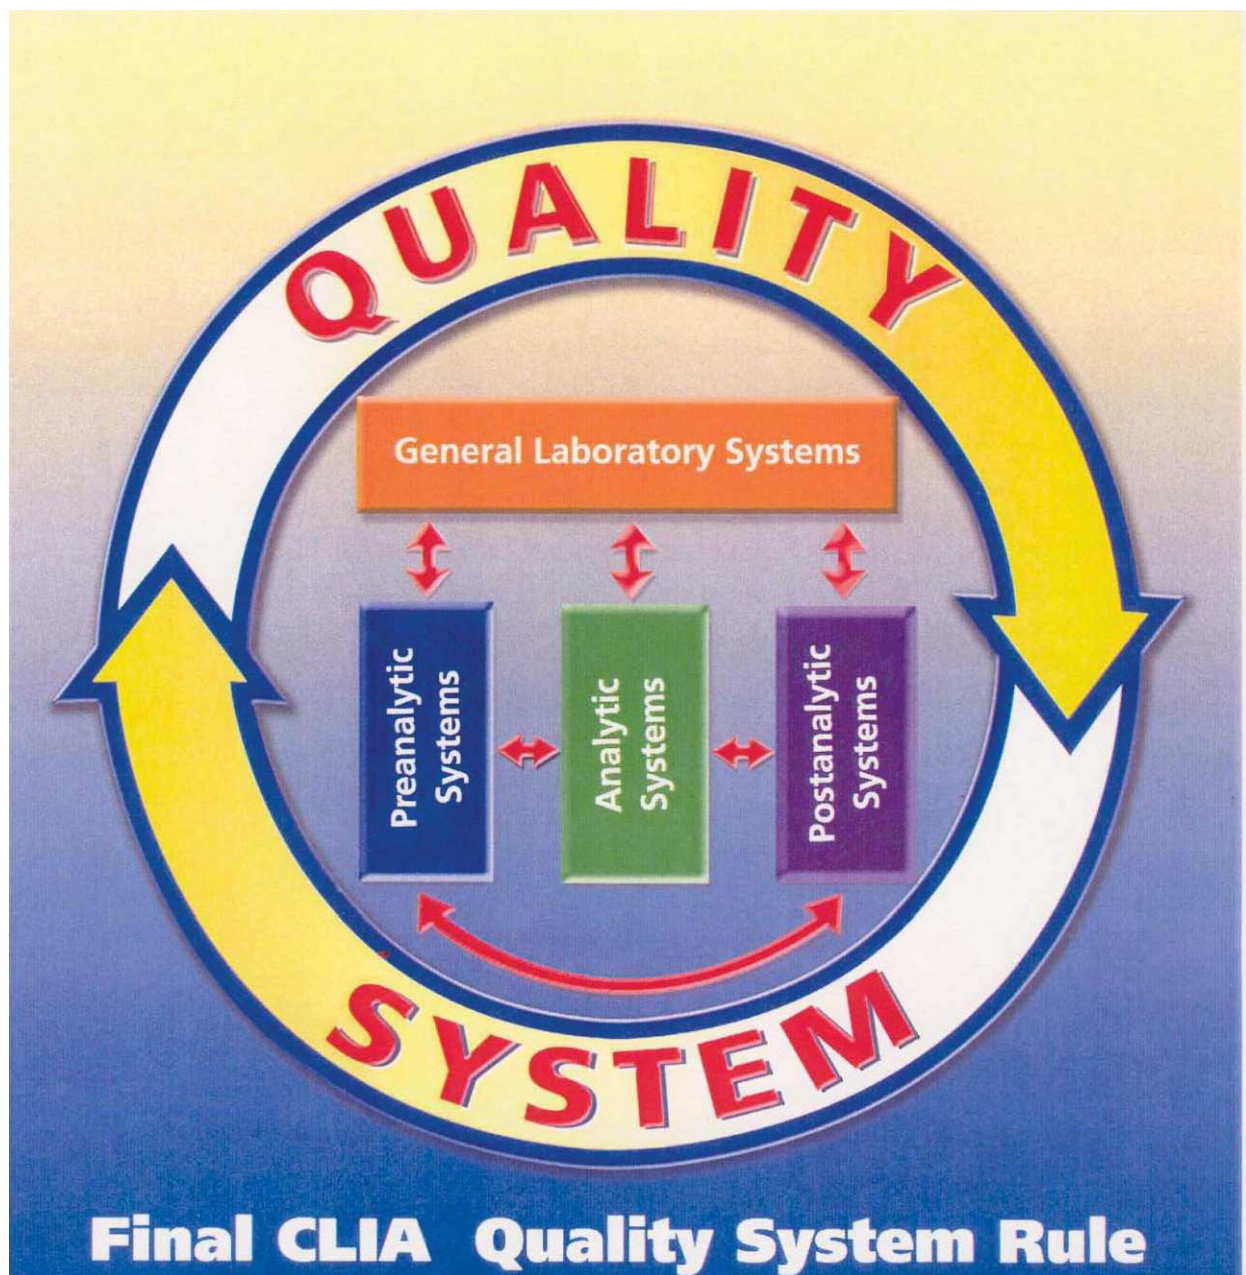 QUALITY
General Laboratory Systems
Preanalytic
Systems
Analytic
Systems
Postanalytic
Systems
SYSTEM
Final CLIA Quality System Rule